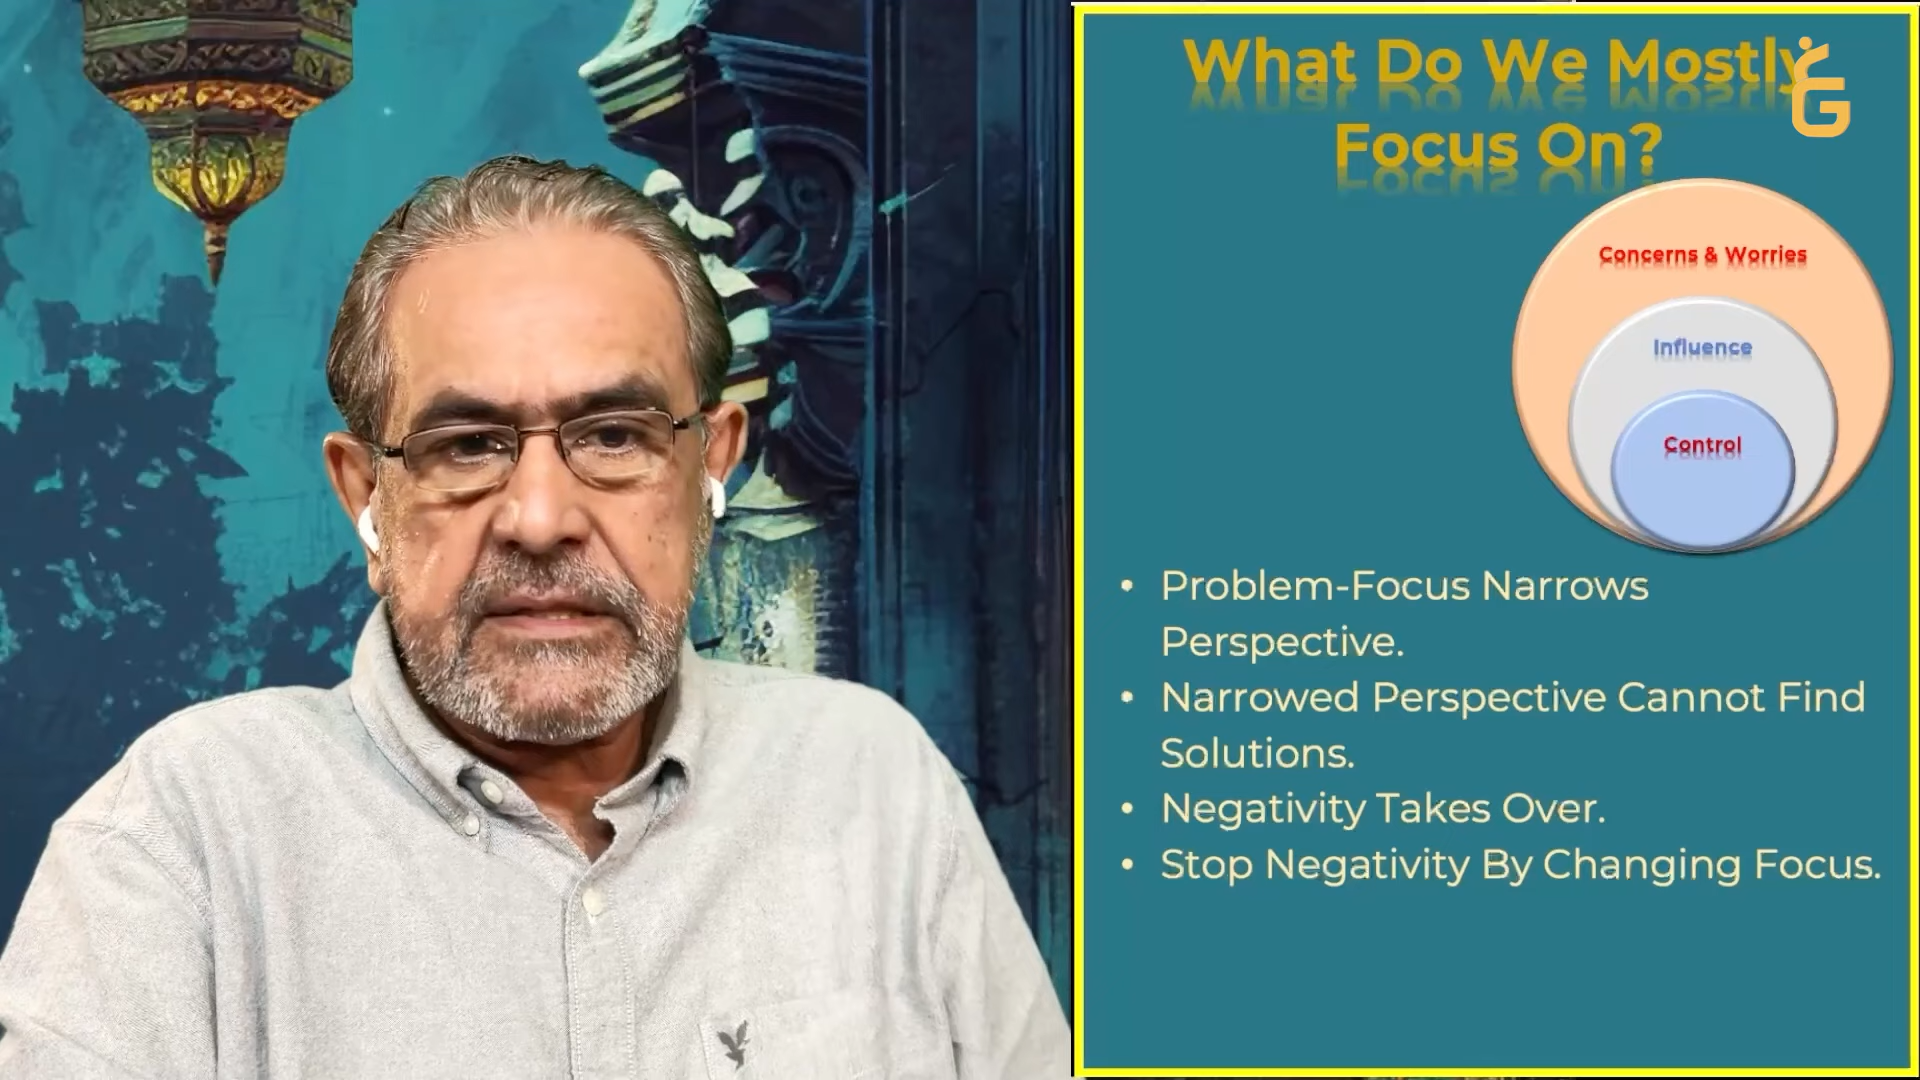 What Do We Mostly
Focus On?
Concerns & Worries
Influence
Control
• Problem-Focus Narrows
Perspective.
• Narrowed Perspective Cannot Find
Solutions.
• Negativity Takes Over.
• Stop Negativity By Changing Focus.